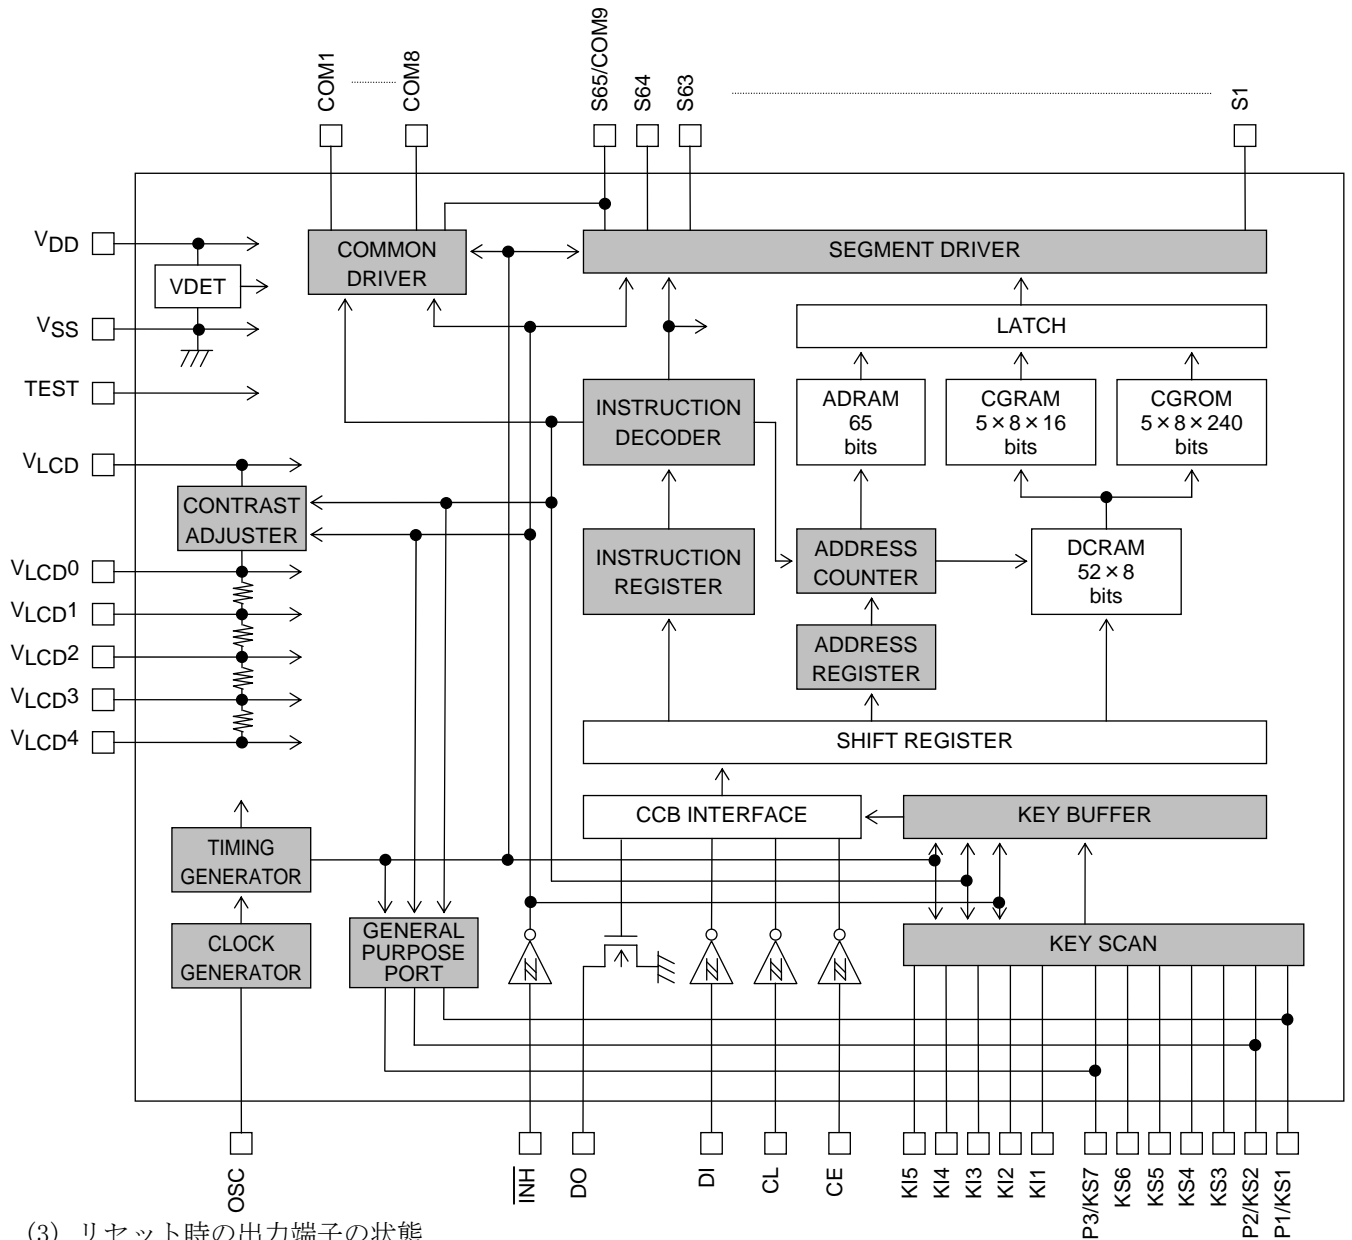 COM1
COM8
S65/COM9
S64
S63
S1
VDD
COMMON
DRIVER
SEGMENT DRIVER
VDET
VSS
LATCH
TEST
INSTRUCTION
DECODER
ADRAM
65
bits
CGRAM
5×8×16
bits
CGROM
5×8×240
bits
VLCD
CONTRAST
ADJUSTER
INSTRUCTION
REGISTER
ADDRESS
COUNTER
DCRAM
52×8
bits
VLCD0
VLCD1
VLCD2
VLCD3
VLCD4
ADDRESS
REGISTER
SHIFT REGISTER
CCB INTERFACE
KEY BUFFER
TIMING
GENERATOR
CLOCK
GENERATOR
GENERAL
PURPOSE
PORT
KEY SCAN
OSC
INH
DO
DI
CL
CE
KI5
KI4
KI3
KI2
KI1
P3/KS7
KS6
KS5
KS4
KS3
P2/KS2
P1/KS1
(3) リセット時の出力端子の状態